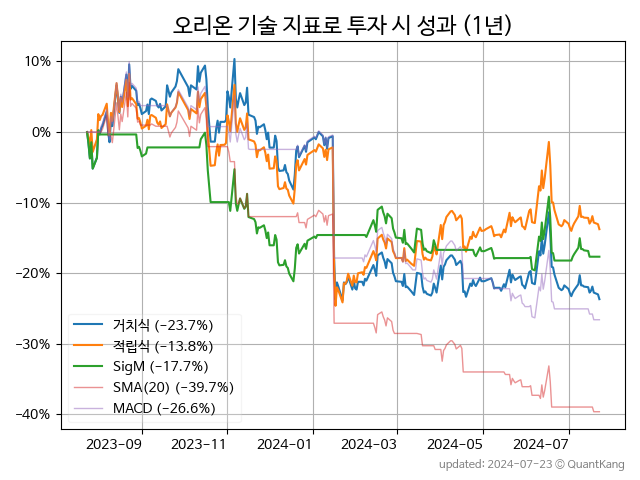 오리온 기술 지표로 투자 시 성과 (1년)
10%
0%
−10%
−20%
−30%
−40%
거치식 (−23.7%)
적립식 (−13.8%)
SigM (−17.7%)
SMA(20) (−39.7%)
MACD (−26.6%)
2023-09 2023-11 2024-01 2024-03 2024-05 2024-07
updated: 2024-07-23 © QuantKang